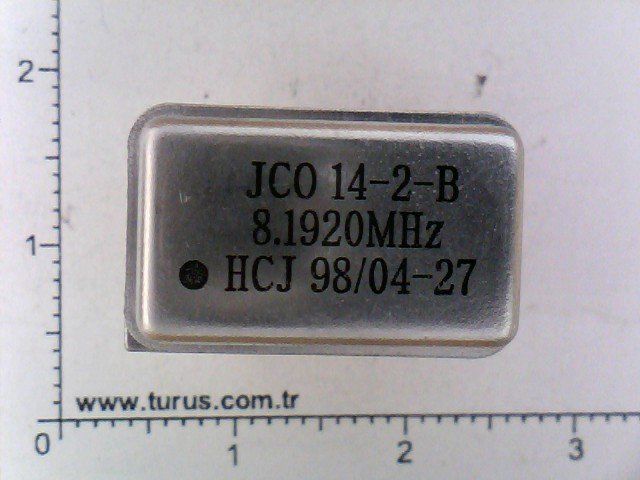 2
JCO 14-2-B
8.1920MHz
1
HCJ 98/04-27
www.turus.com.tr
0 1 2 3